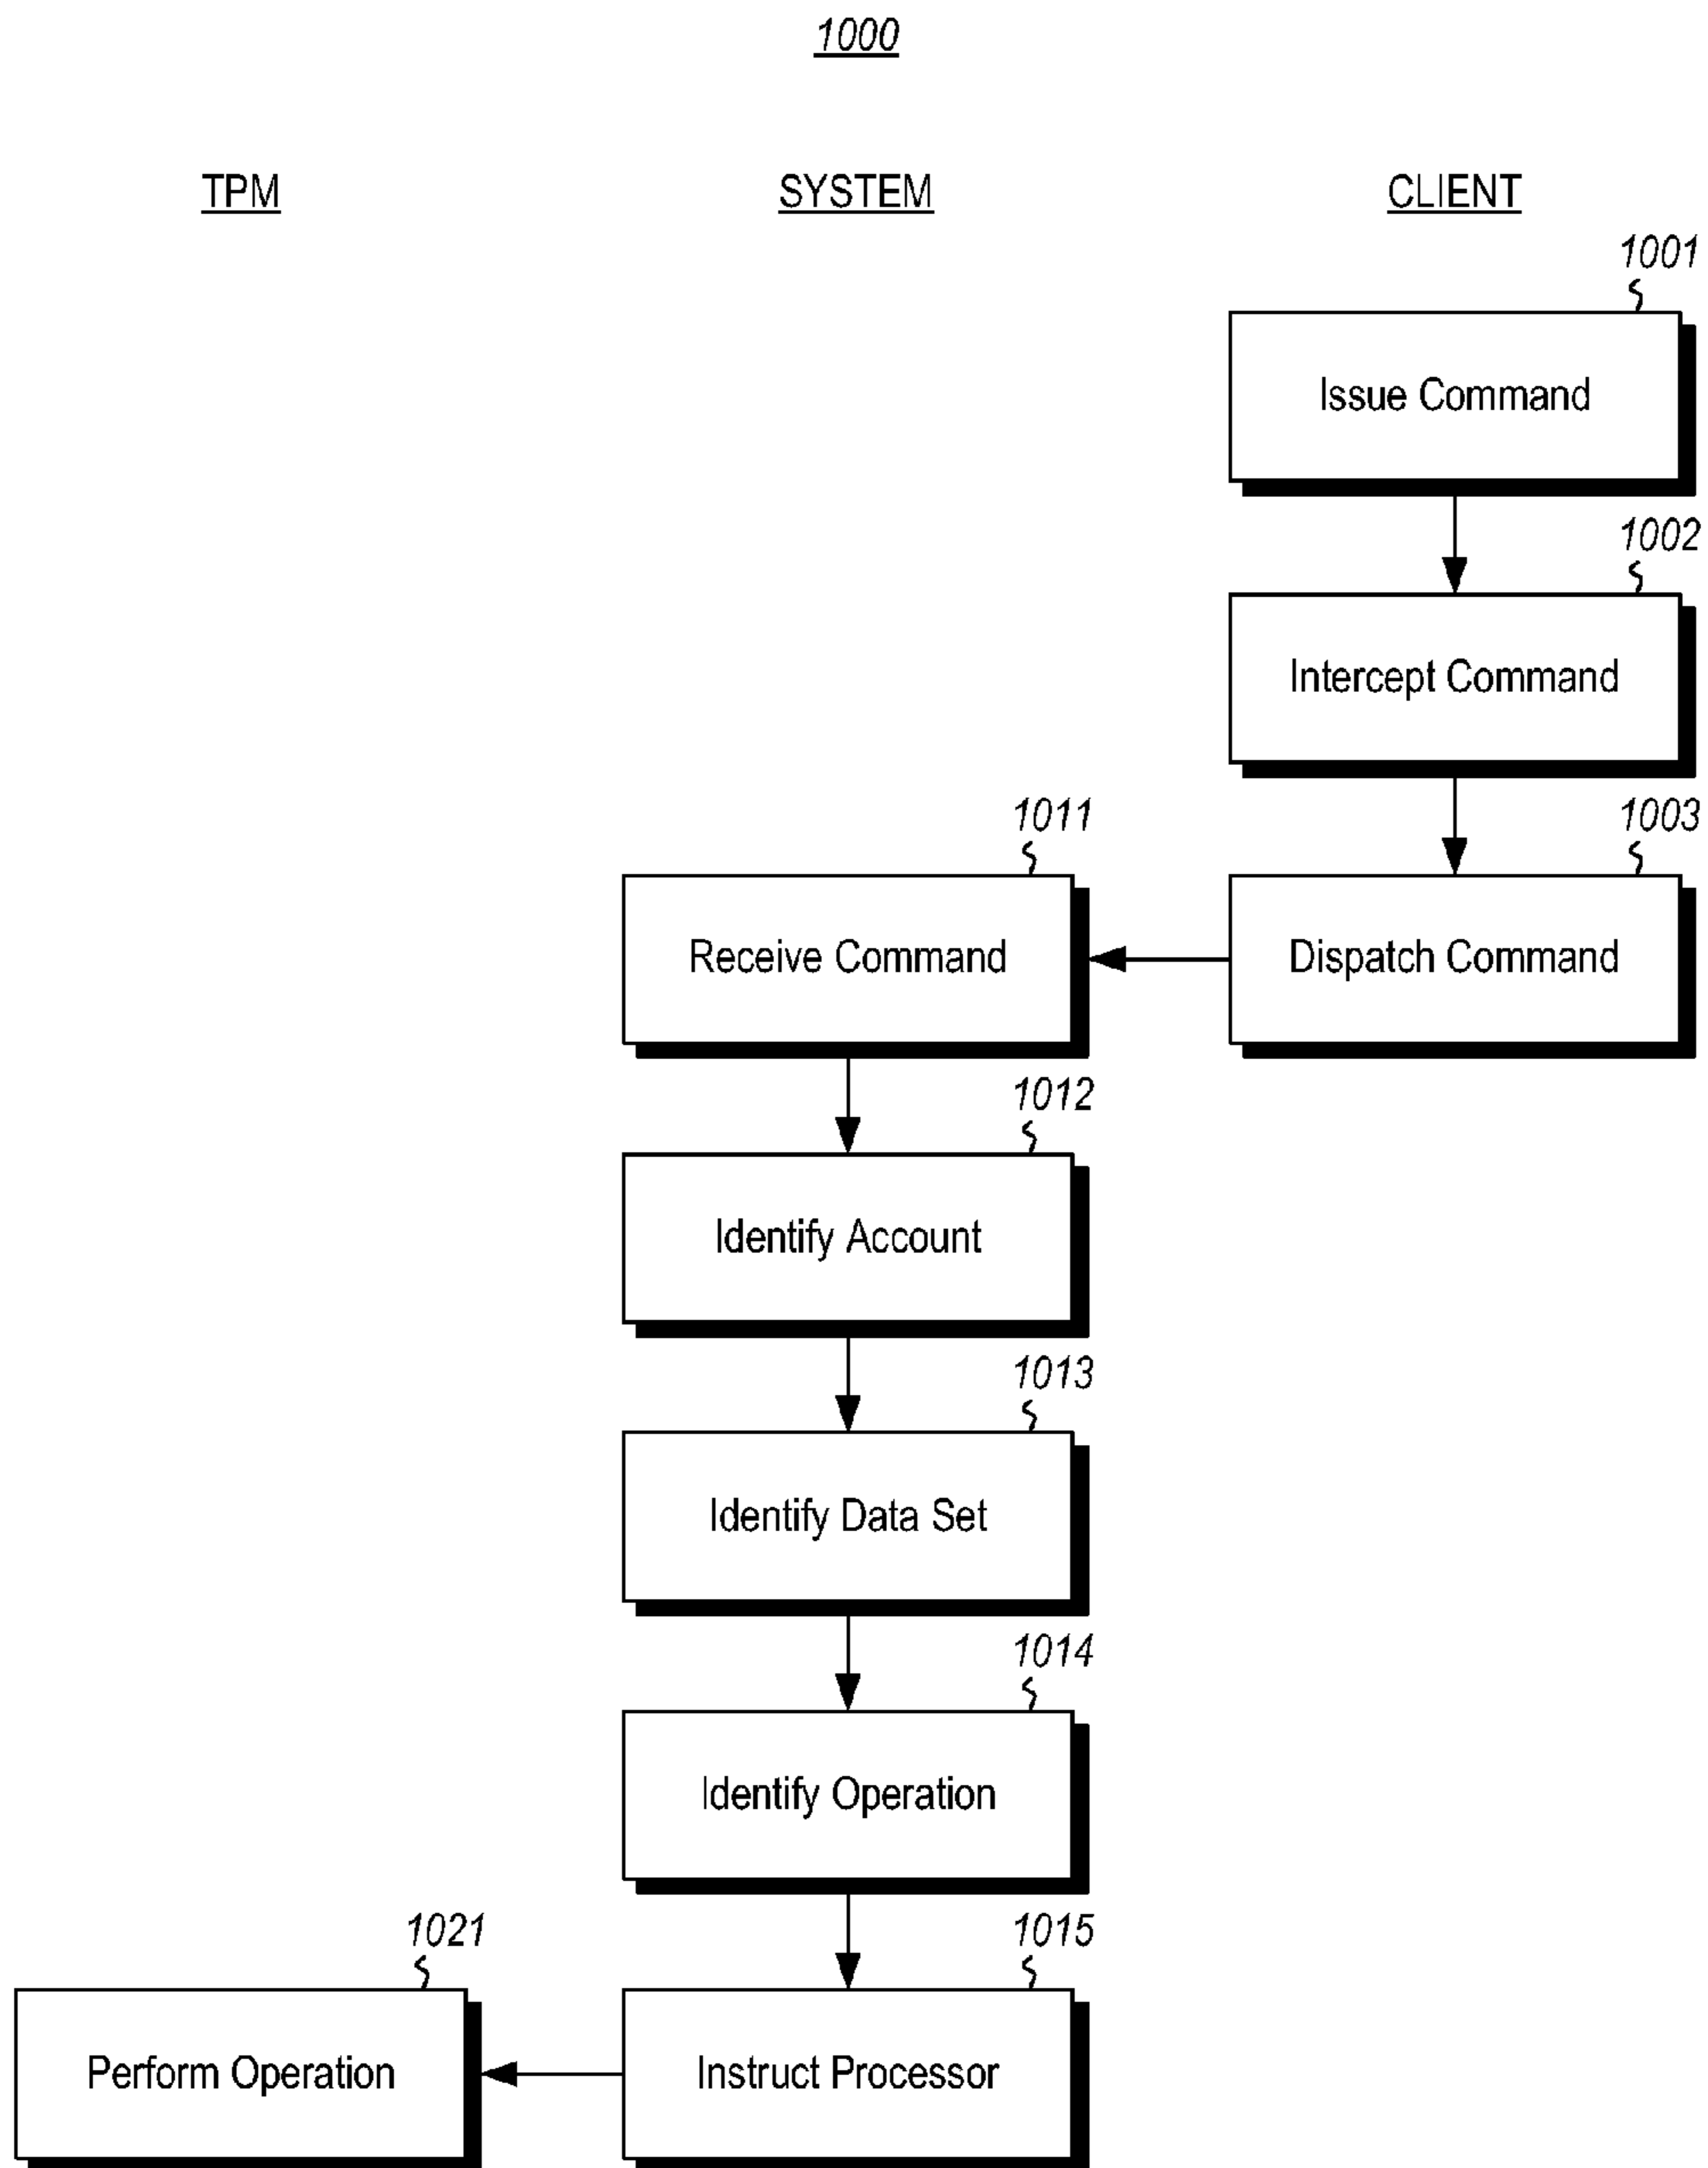 1000
TPM
SYSTEM
CLIENT
1001
Issue Command
1002
Intercept Command
1011
1003
Receive Command
Dispatch Command
1012
Identify Account
1013
Identify Data Set
1014
Identify Operation
1021
1015
Perform Operation
Instruct Processor